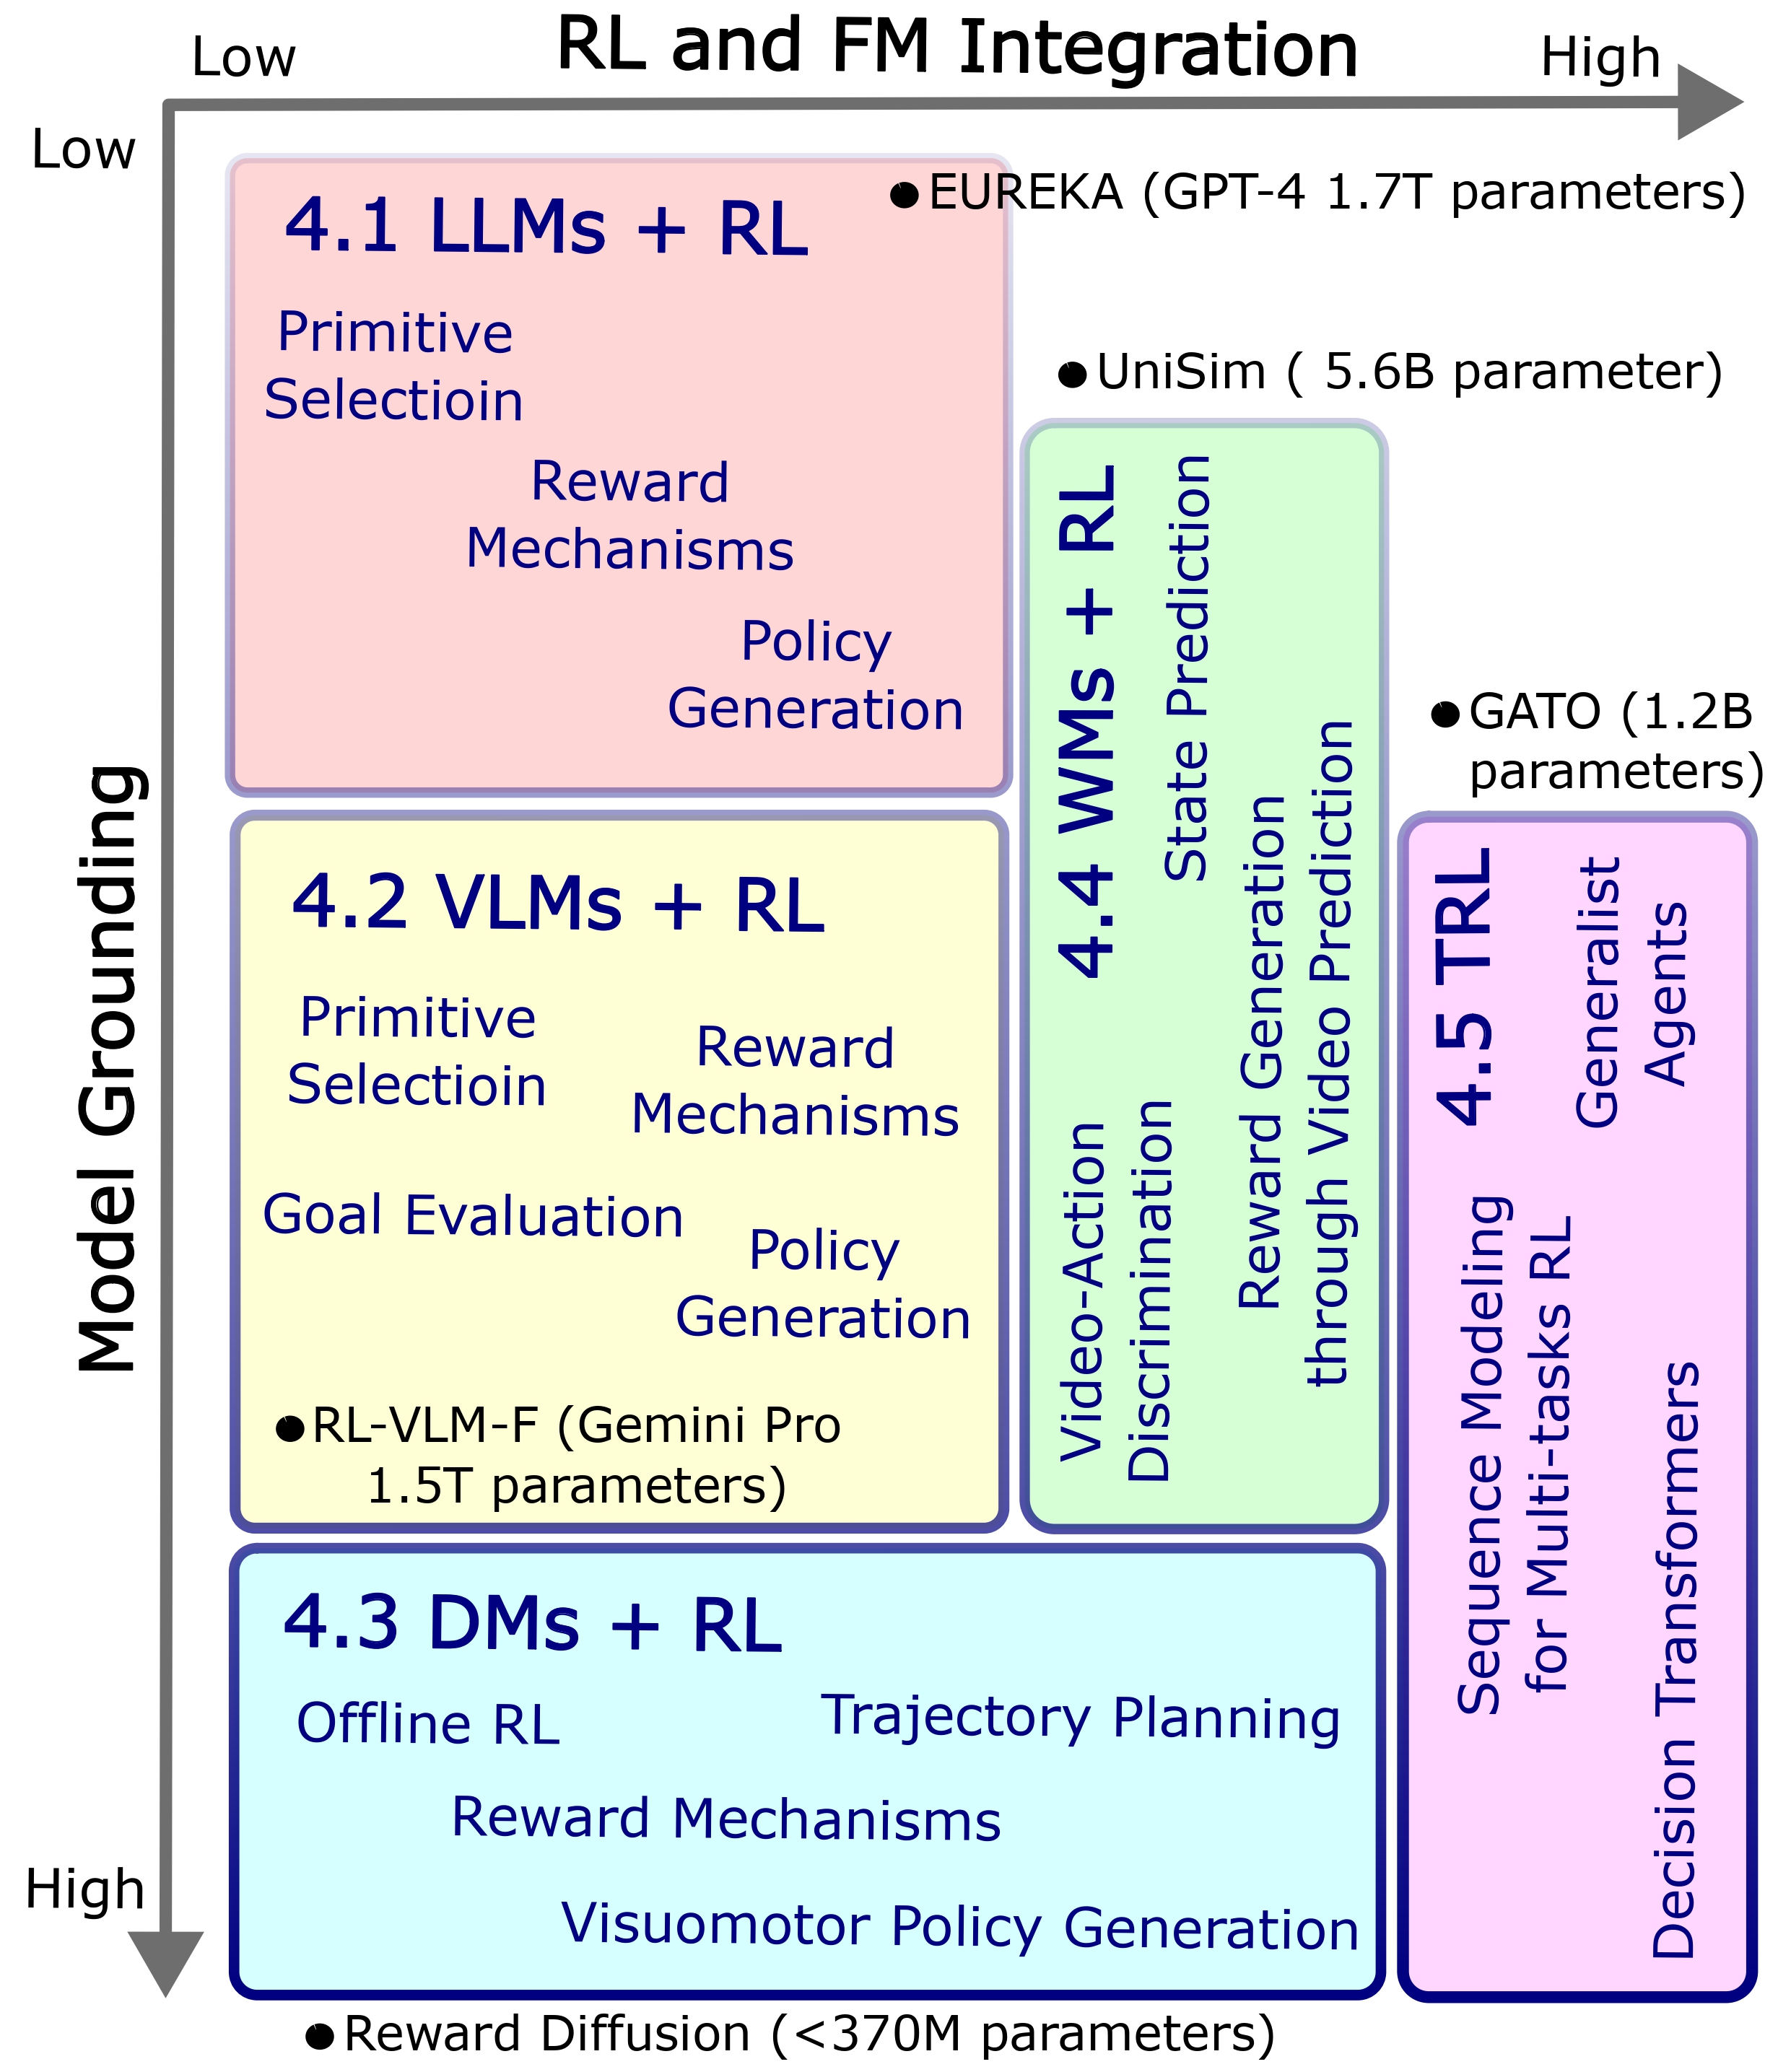 RL and FM Integration
Low
High
Low
Model Grounding
High
4.1 LLMs + RL
Primitive
Selectioin
Reward
Mechanisms
Policy
Generation
EUREKA (GPT-4 1.7T parameters)
UniSim ( 5.6B parameter)
4.4 WMs + RL
State Prediction
Reward Generation
through Video Prediction
Video-Action
Discrimination
GATO (1.2B
parameters)
4.5 TRL
Generalist
Agents
Sequence Modeling
for Multi-tasks RL
Decision Transformers
4.2 VLMs + RL
Primitive
Selectioin
Reward
Mechanisms
Goal Evaluation
Policy
Generation
RL-VLM-F (Gemini Pro
1.5T parameters)
4.3 DMs + RL
Offline RL
Trajectory Planning
Reward Mechanisms
Visuomotor Policy Generation
Reward Diffusion (<370M parameters)